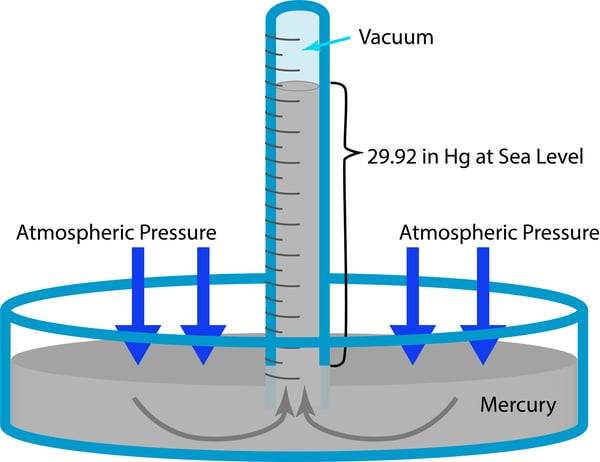 Vacuum
29.92 in Hg at Sea Level
Atmospheric Pressure
Atmospheric Pressure
Mercury